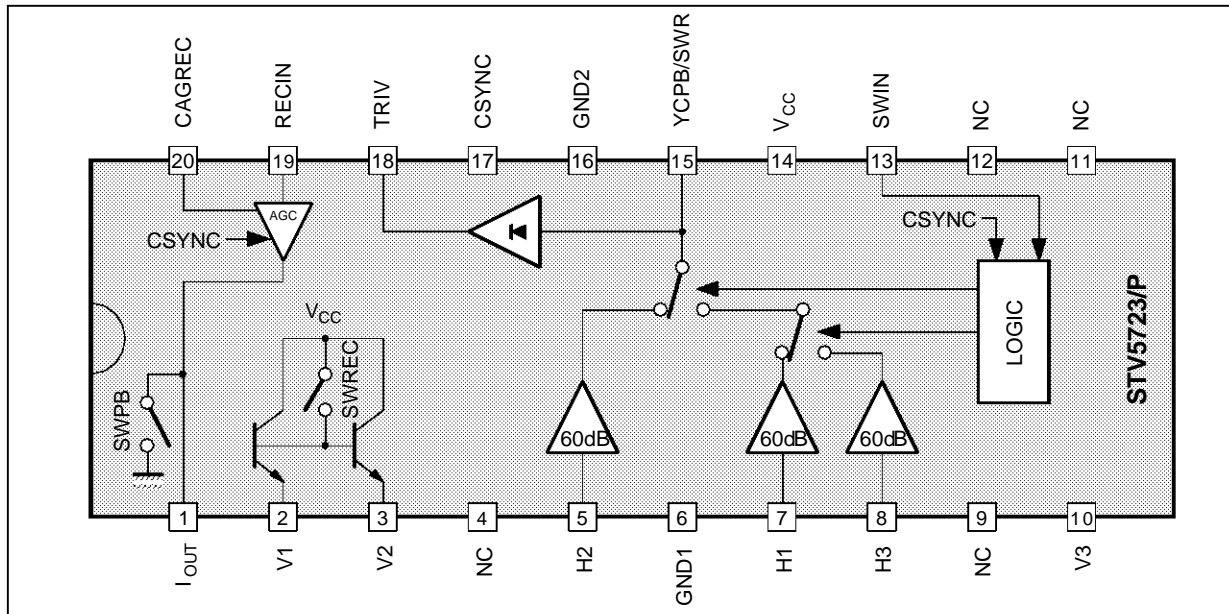 CAGREC
RECIN
TRIV
CSYNC
GND2
YCPB/SWR
VCC
SWIN
NC
NC
20
19
18
17
16
15
14
13
12
11
AGC
CSYNC
CSYNC
VCC
SWREC
SWPB
LOGIC
STV5723/P
60dB
60dB
60dB
1
2
3
4
5
6
7
8
9
10
IOUT
V1
V2
NC
H2
GND1
H1
H3
NC
V3